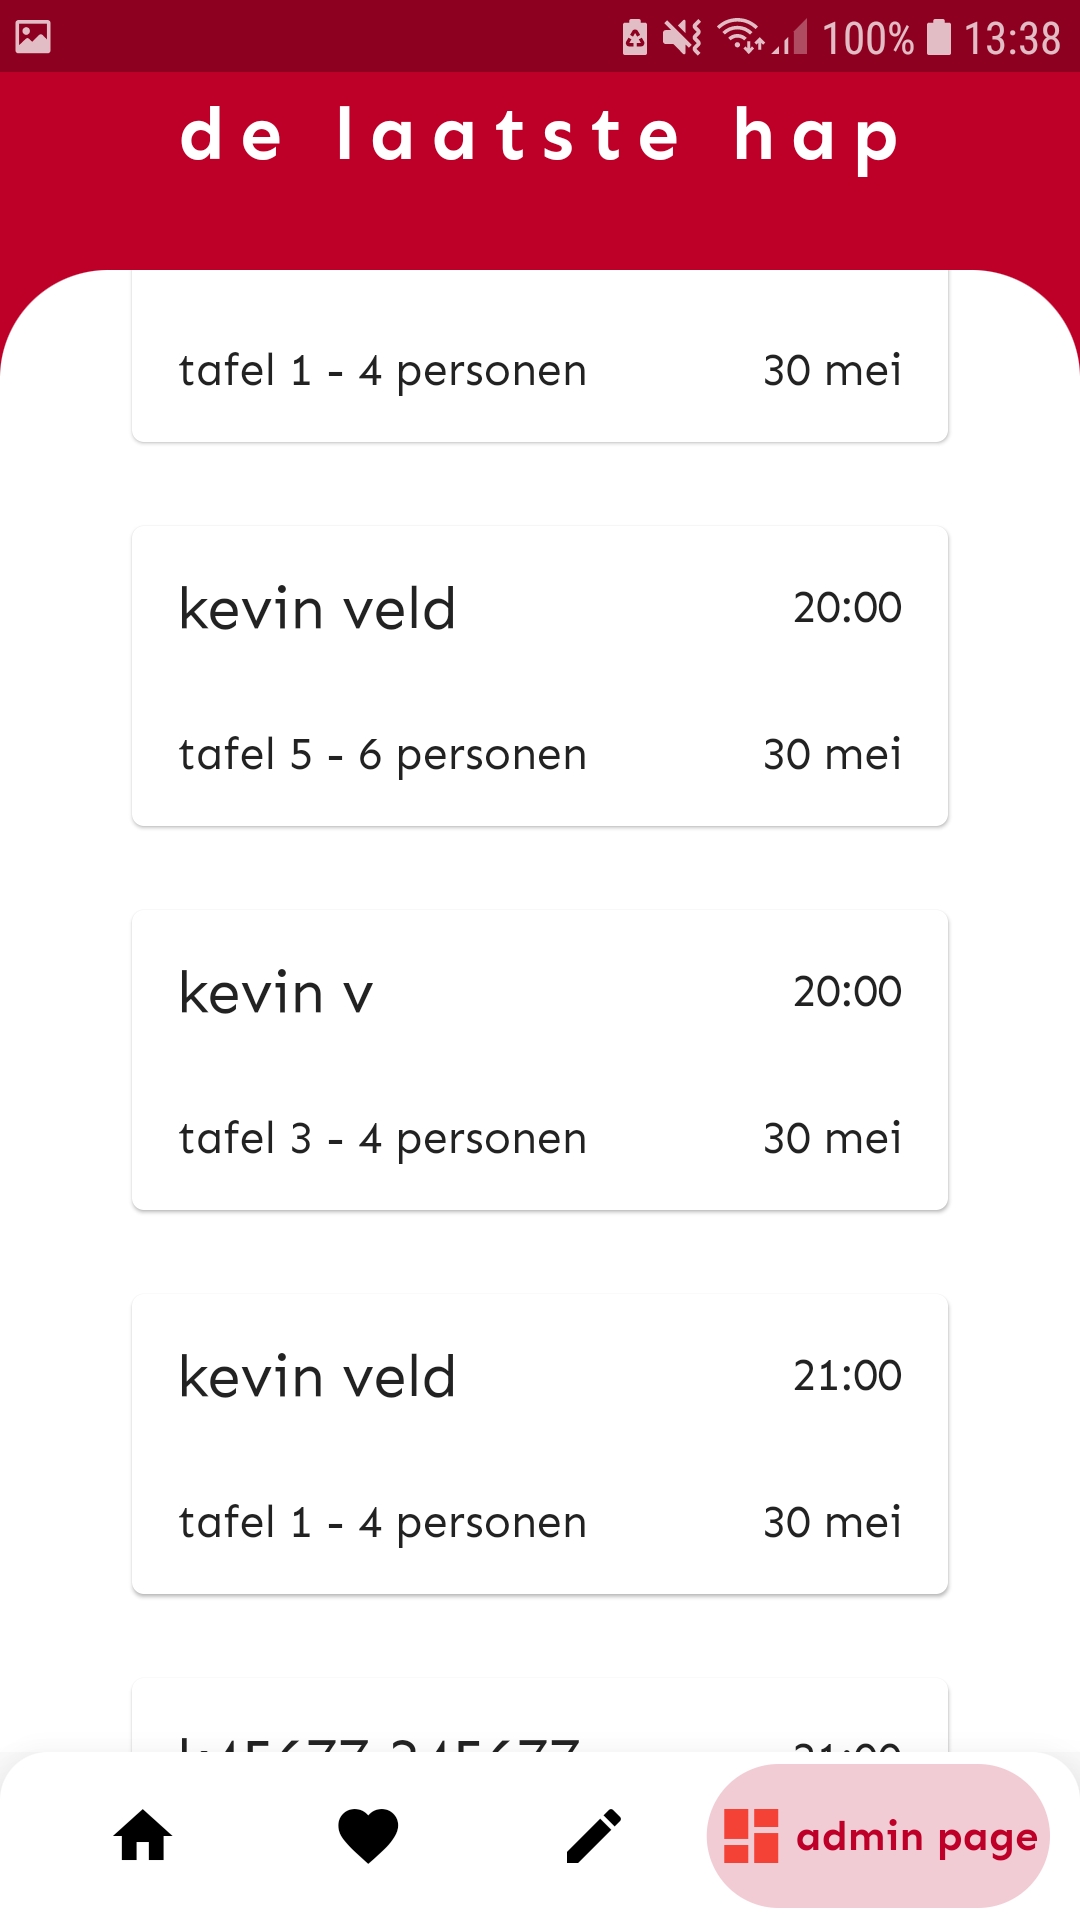 100% 13:38
de laatste hap
tafel 1 - 4 personen 30 mei
kevin veld 20:00
tafel 5 - 6 personen 30 mei
kevin v 20:00
tafel 3 - 4 personen 30 mei
kevin veld 21:00
tafel 1 - 4 personen 30 mei
21:00
admin page